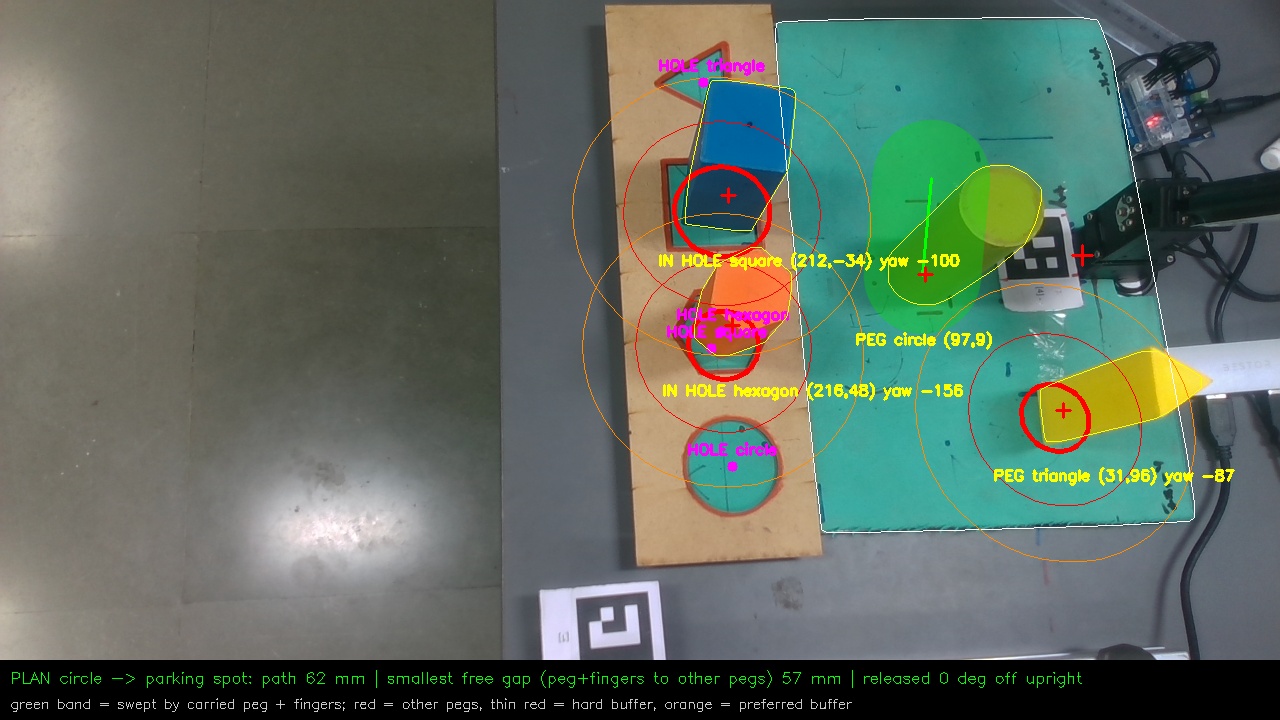 HOLE triangle
IN HOLE square (212,-34) yaw -100
HOLE hexagon
HOLE square
PEG circle (97,9)
IN HOLE hexagon (216,48) yaw -156
HOLE circle
PEG triangle (31,96) yaw -87
PLAN circle -> parking spot: path 62 mm | smallest free gap (peg+fingers to other pegs) 57 mm | released 0 deg off upright
green band = swept by carried peg + fingers; red = other pegs, thin red = hard buffer, orange = preferred buffer